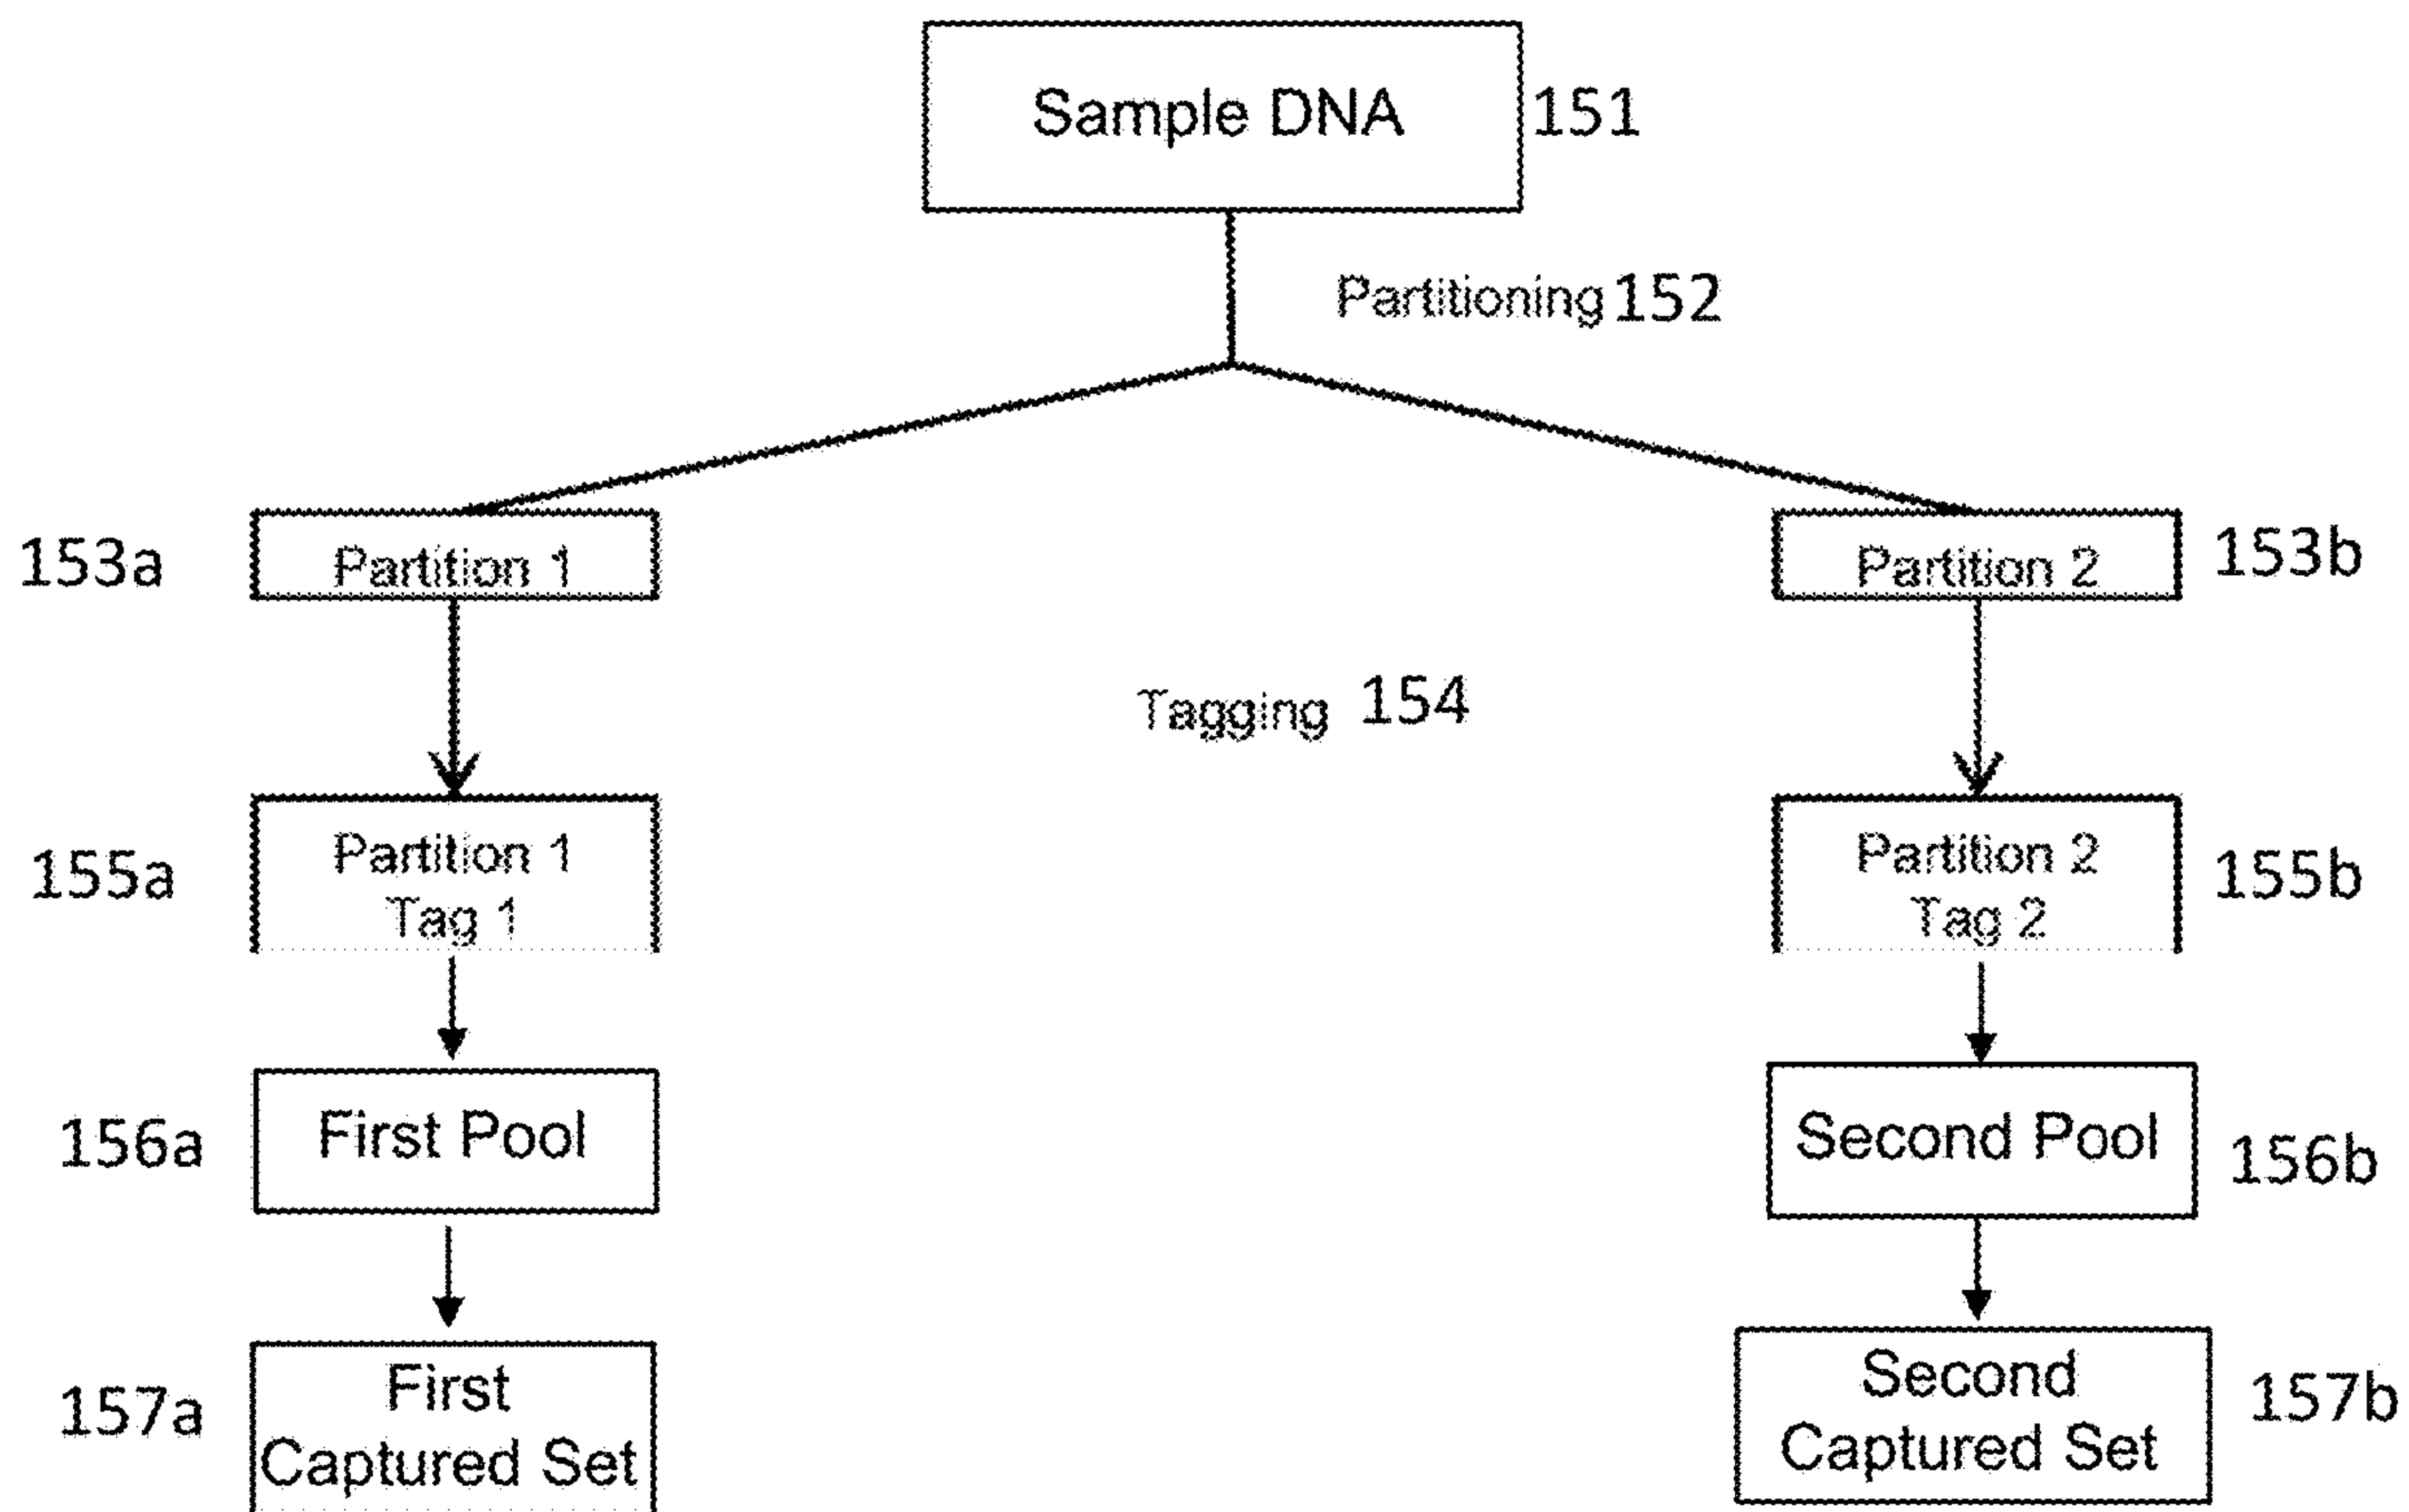 Sample DNA 151
Partitioning 152
153a Partition 1
Partition 2 153b
Tagging 154
155a Partition 1
Tag 1
Partition 2 155b
Tag 2
156a First Pool
Second Pool 156b
157a First
Captured Set
Second 157b
Captured Set